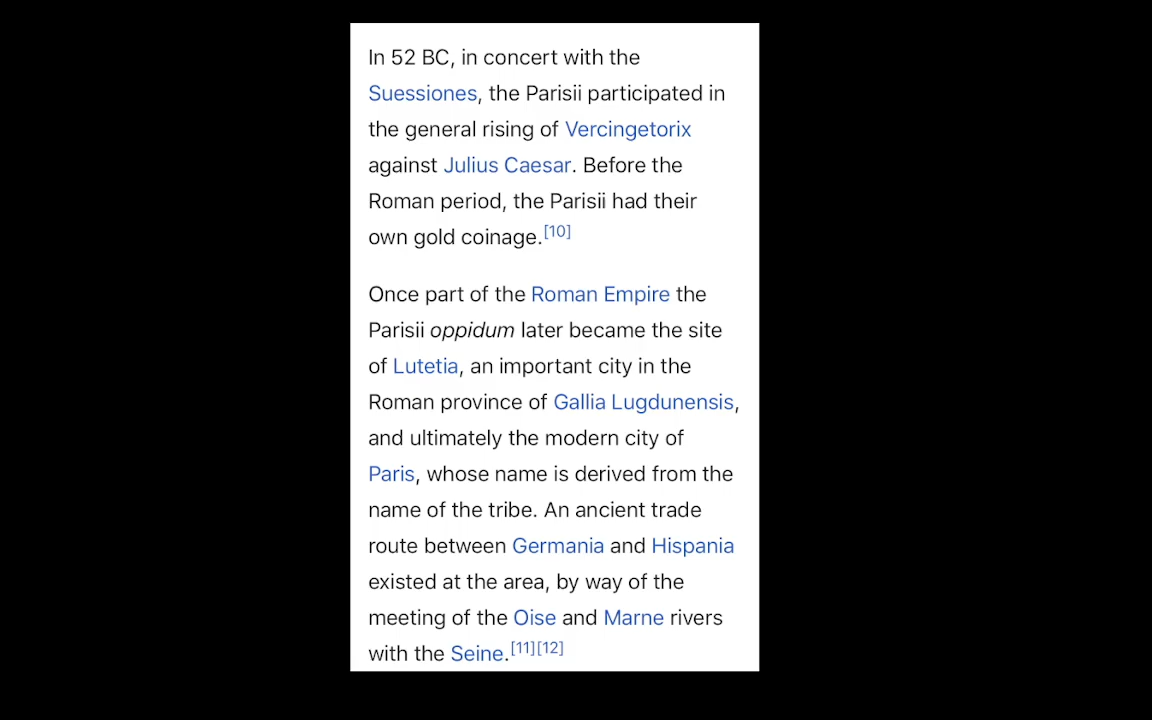 In 52 BC, in concert with the
Suessiones, the Parisii participated in
the general rising of Vercingetorix
against Julius Caesar. Before the
Roman period, the Parisii had their
own gold coinage.[10]
Once part of the Roman Empire the
Parisii oppidum later became the site
of Lutetia, an important city in the
Roman province of Gallia Lugdunensis,
and ultimately the modern city of
Paris, whose name is derived from the
name of the tribe. An ancient trade
route between Germania and Hispania
existed at the area, by way of the
meeting of the Oise and Marne rivers
with the Seine.[11][12]